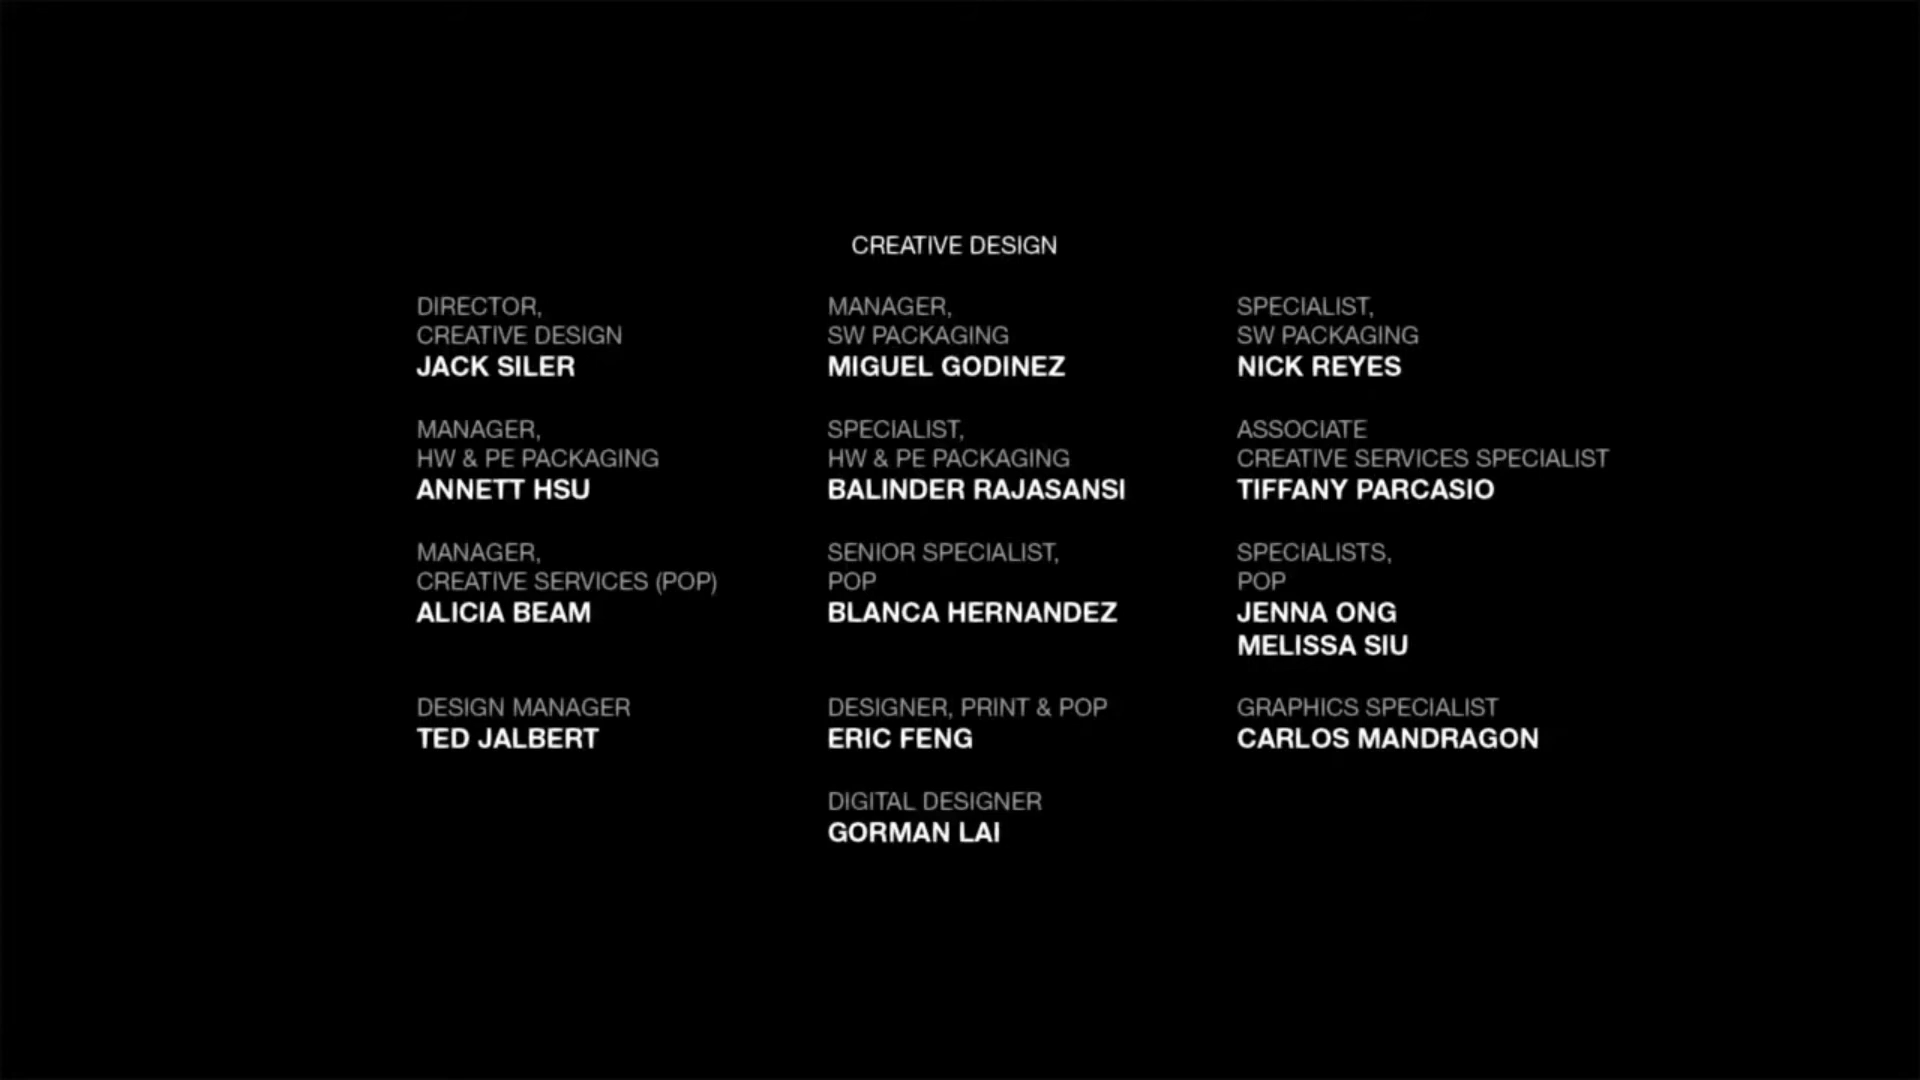 CREATIVE DESIGN
DIRECTOR,
CREATIVE DESIGN
JACK SILER
MANAGER,
SW PACKAGING
MIGUEL GODINEZ
SPECIALIST,
SW PACKAGING
NICK REYES
MANAGER,
HW & PE PACKAGING
ANNETT HSU
SPECIALIST,
HW & PE PACKAGING
BALINDER RAJASANSI
ASSOCIATE
CREATIVE SERVICES SPECIALIST
TIFFANY PARCASIO
MANAGER,
CREATIVE SERVICES (POP)
ALICIA BEAM
SENIOR SPECIALIST,
POP
BLANCA HERNANDEZ
SPECIALISTS,
POP
JENNA ONG
MELISSA SIU
DESIGN MANAGER
TED JALBERT
DESIGNER, PRINT & POP
ERIC FENG
GRAPHICS SPECIALIST
CARLOS MANDRAGON
DIGITAL DESIGNER
GORMAN LAI